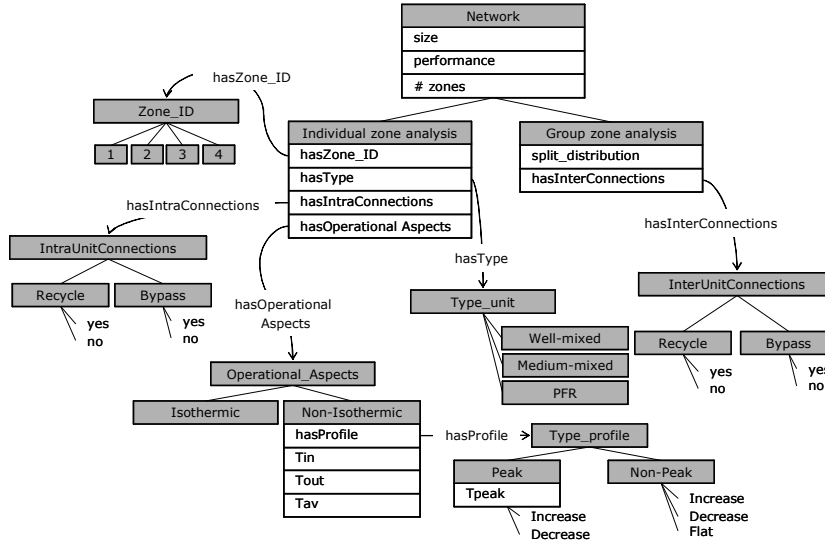 Network
size
performance
# zones
hasZone_ID
Zone_ID
1 2 3 4
Individual zone analysis
hasZone_ID
hasType
hasIntraConnections
hasOperational Aspects
Group zone analysis
split_distribution
hasInterConnections
hasIntraConnections
IntraUnitConnections
Recycle
yes
no
Bypass
yes
no
hasOperational
Aspects
hasType
Type_unit
Well-mixed
Medium-mixed
PFR
hasInterConnections
InterUnitConnections
Recycle
yes
no
Bypass
yes
no
Operational_Aspects
Isothermic
Non-Isothermic
hasProfile
Tin
Tout
Tav
hasProfile
Type_profile
Peak
Tpeak
Increase
Decrease
Non-Peak
Increase
Decrease
Flat